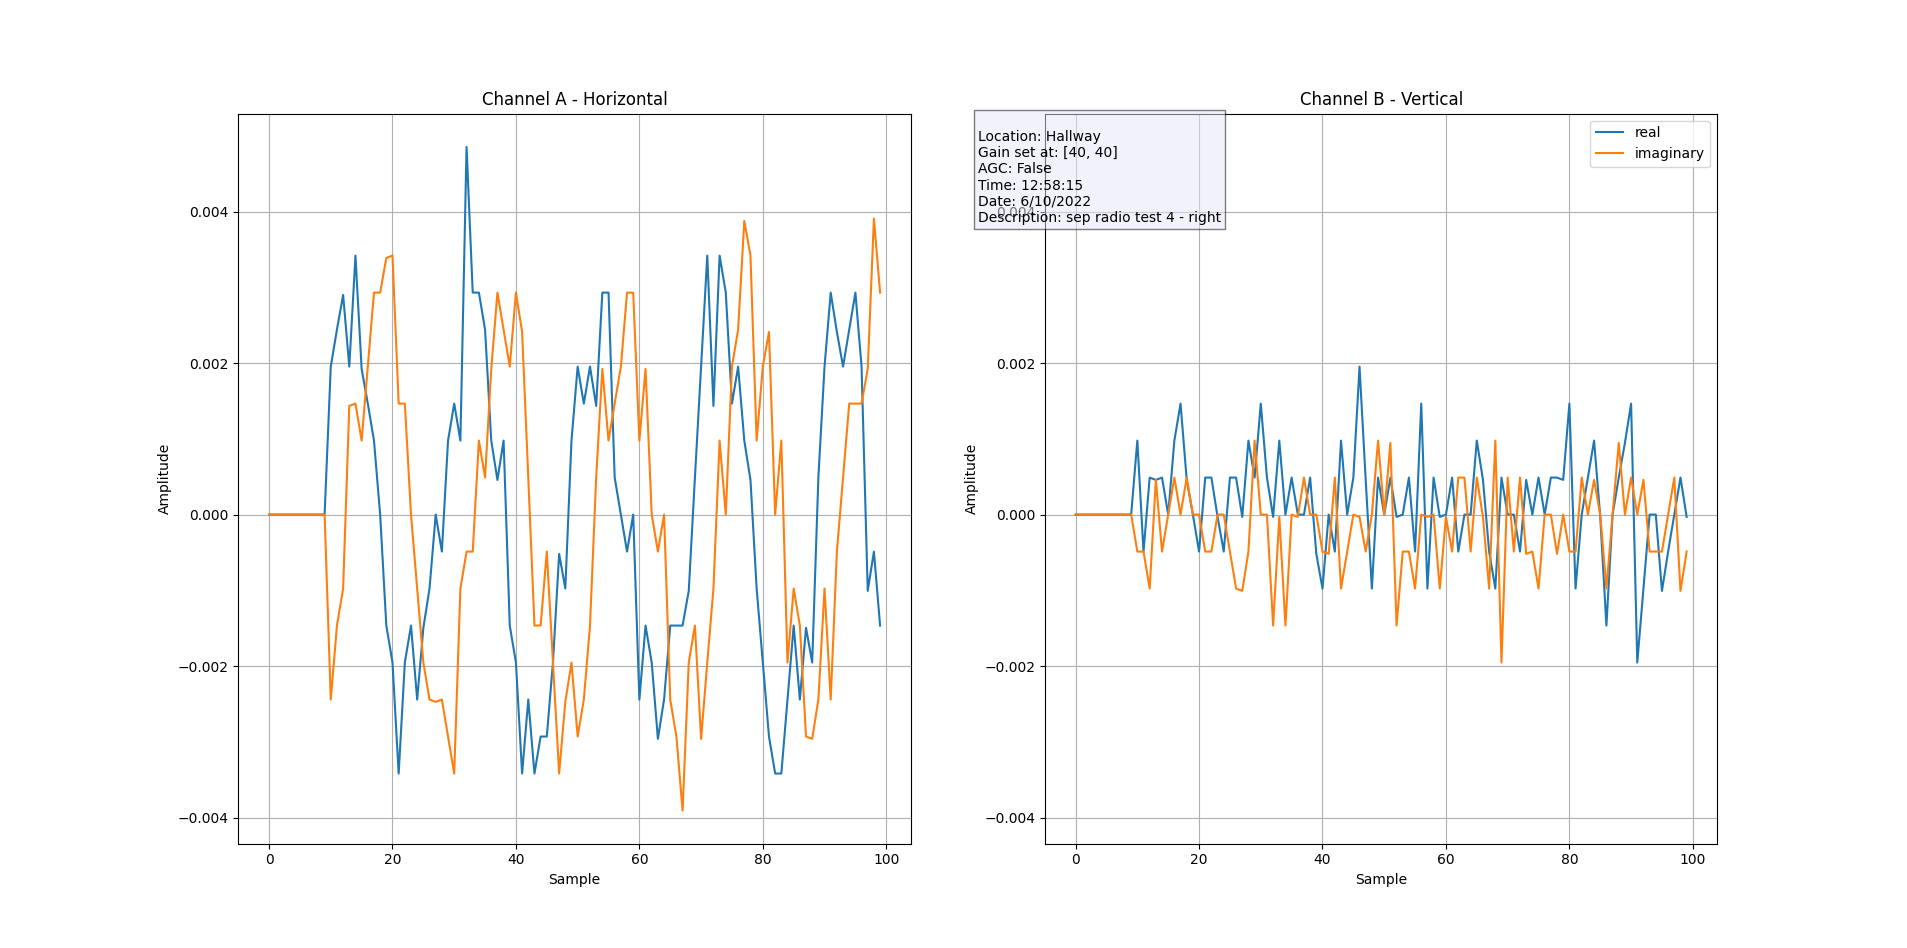 Channel A - Horizontal
Amplitude
0.004
0.002
0.000
−0.002
−0.004
0
20
40
60
80
100
Sample
Channel B - Vertical
Location: Hallway
Gain set at: [40, 40]
AGC: False
Time: 12:58:15
Date: 6/10/2022
Description: sep radio test 4 - right
real
imaginary
Amplitude
0.004
0.002
0.000
−0.002
−0.004
0
20
40
60
80
100
Sample